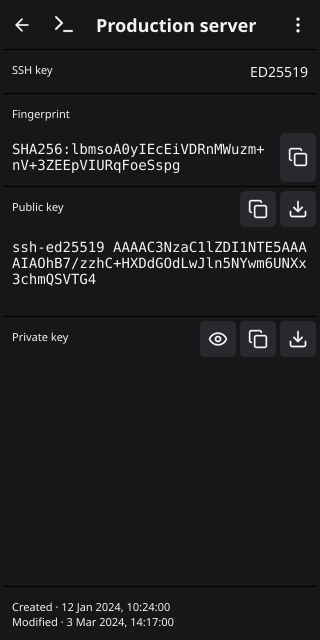 Production server
SSH key
ED25519
Fingerprint
SHA256:lbmsoA0yIEcEiVDRnMWuzm+
nV+3ZEEpVIURqFoeSspg
Public key
ssh-ed25519 AAAAC3NzaC1lZDI1NTE5AAA
AIAOhB7/zzhC+HXDdGOdLwJln5NYwm6UNXx
3chmQSVTG4
Private key
Created · 12 Jan 2024, 10:24:00
Modified · 3 Mar 2024, 14:17:00